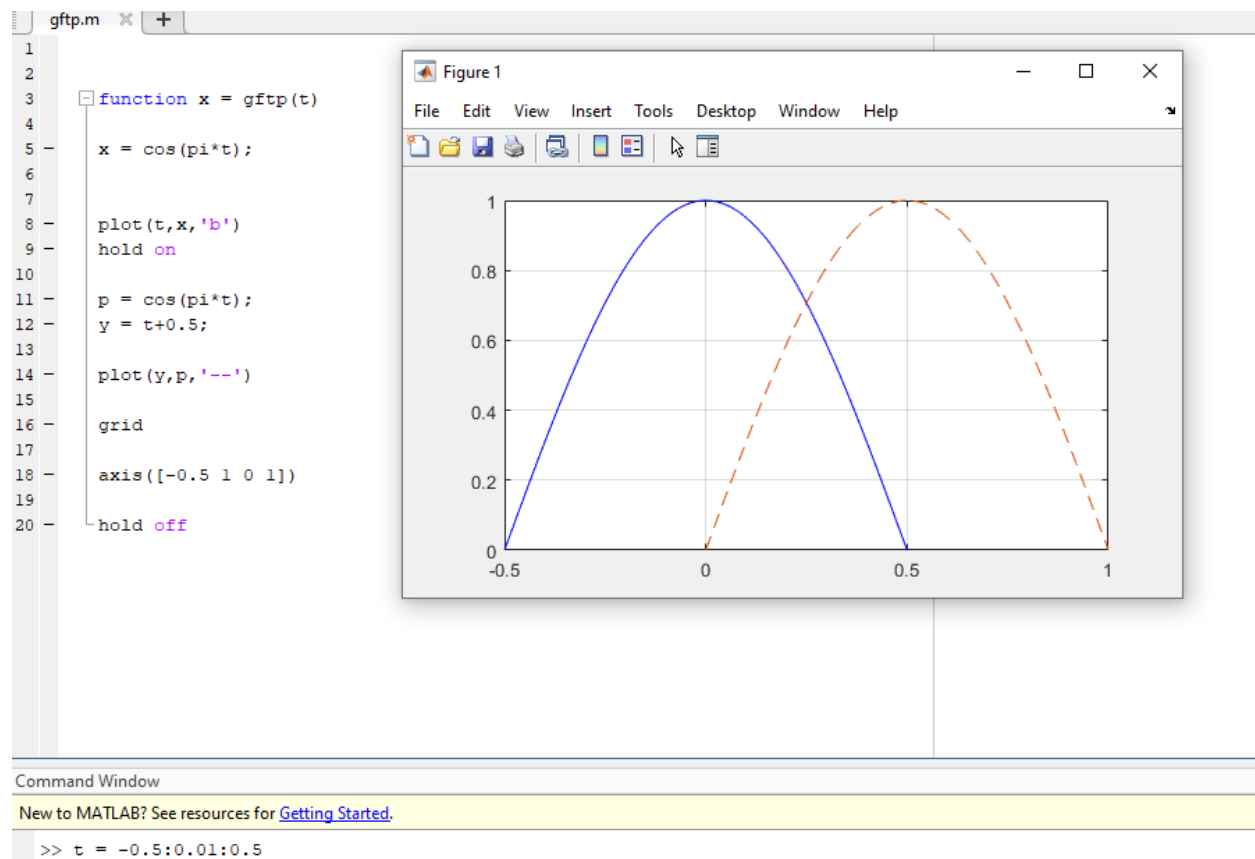 gftp.m
1
2
3 function x = gftp(t)
4
5 x = cos(pi*t);
6
7
8 plot(t,x,'b')
9 hold on
10
11 p = cos(pi*t);
12 y = t+0.5;
13
14 plot(y,p,'--')
15
16 grid
17
18 axis([-0.5 1 0 1])
19
20 hold off
Figure 1
File Edit View Insert Tools Desktop Window Help
1
0.8
0.6
0.4
0.2
0
-0.5 0 0.5 1
Command Window
New to MATLAB? See resources for Getting Started.
>> t = -0.5:0.01:0.5